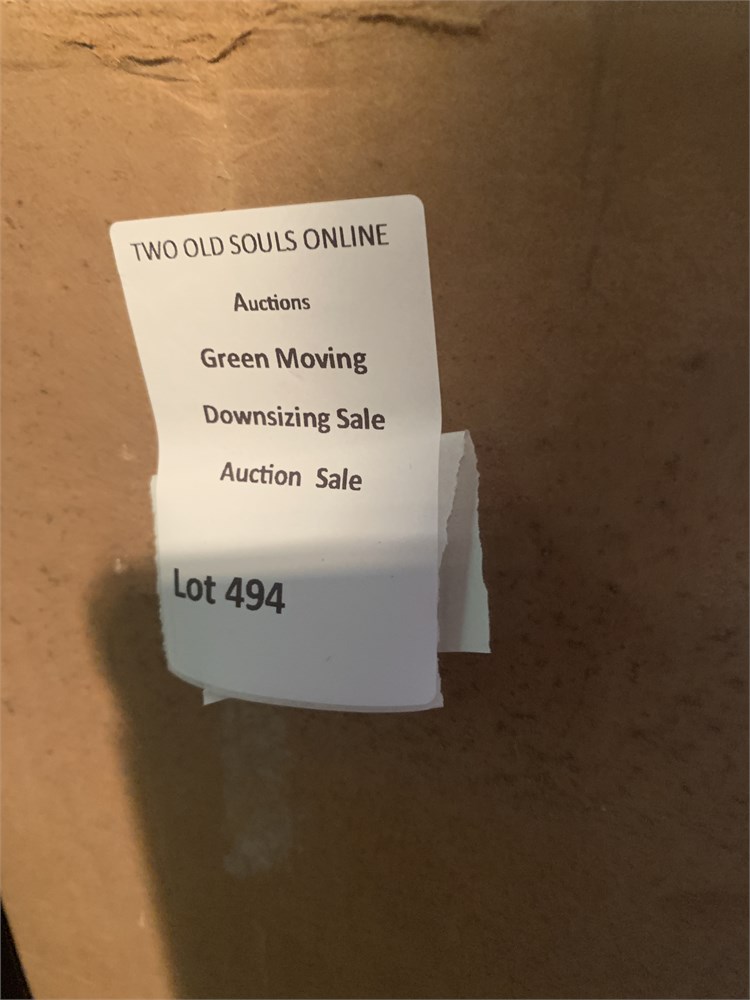 TWO OLD SOULS ONLINE
Auctions
Green Moving
Downsizing Sale
Auction Sale
Lot 494